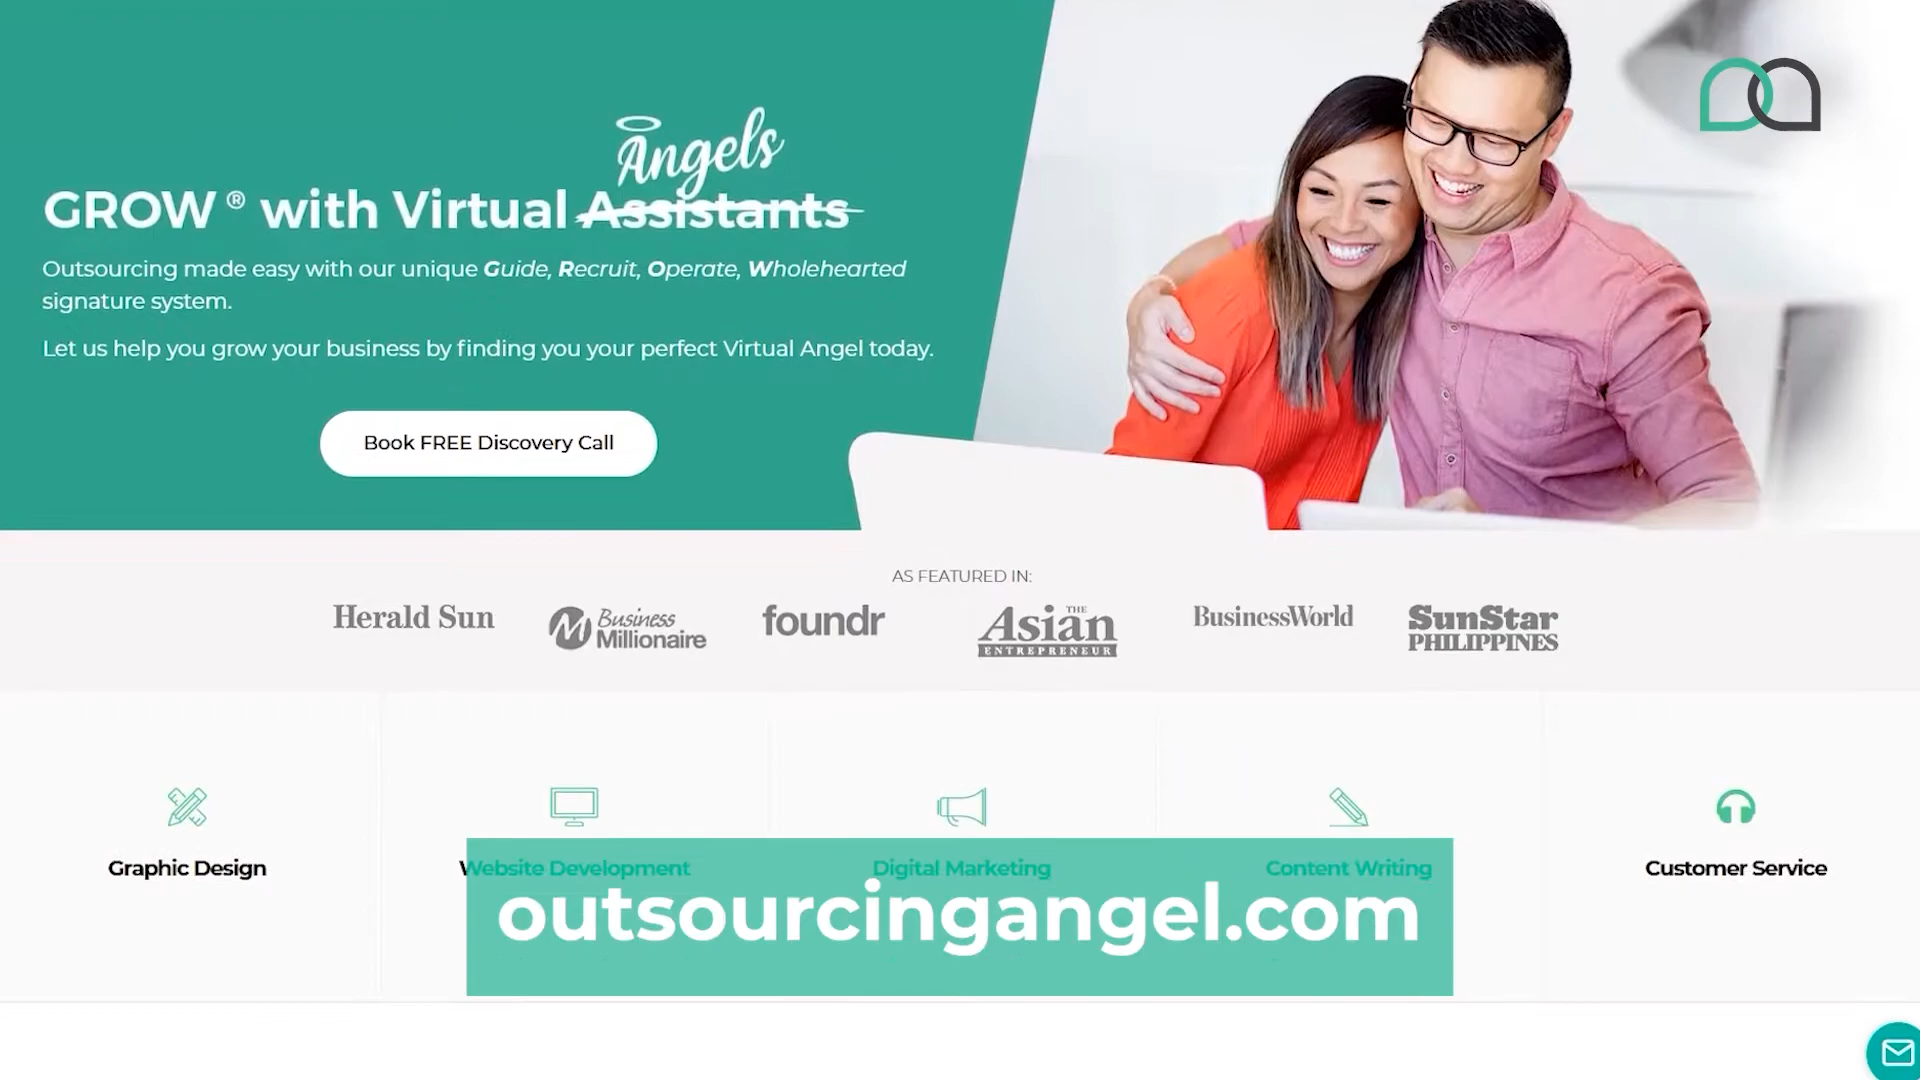 Angels
GROW ® with Virtual Assistants
Outsourcing made easy with our unique Guide, Recruit, Operate, Wholehearted
signature system.
Let us help you grow your business by finding you your perfect Virtual Angel today.
Book FREE Discovery Call
AS FEATURED IN:
Herald Sun
M Business Millionaire
foundr
THE Asian ENTREPRENEUR
BusinessWorld
SunStar PHILIPPINES
Graphic Design
Website Development
Digital Marketing
Content Writing
Customer Service
outsourcingangel.com